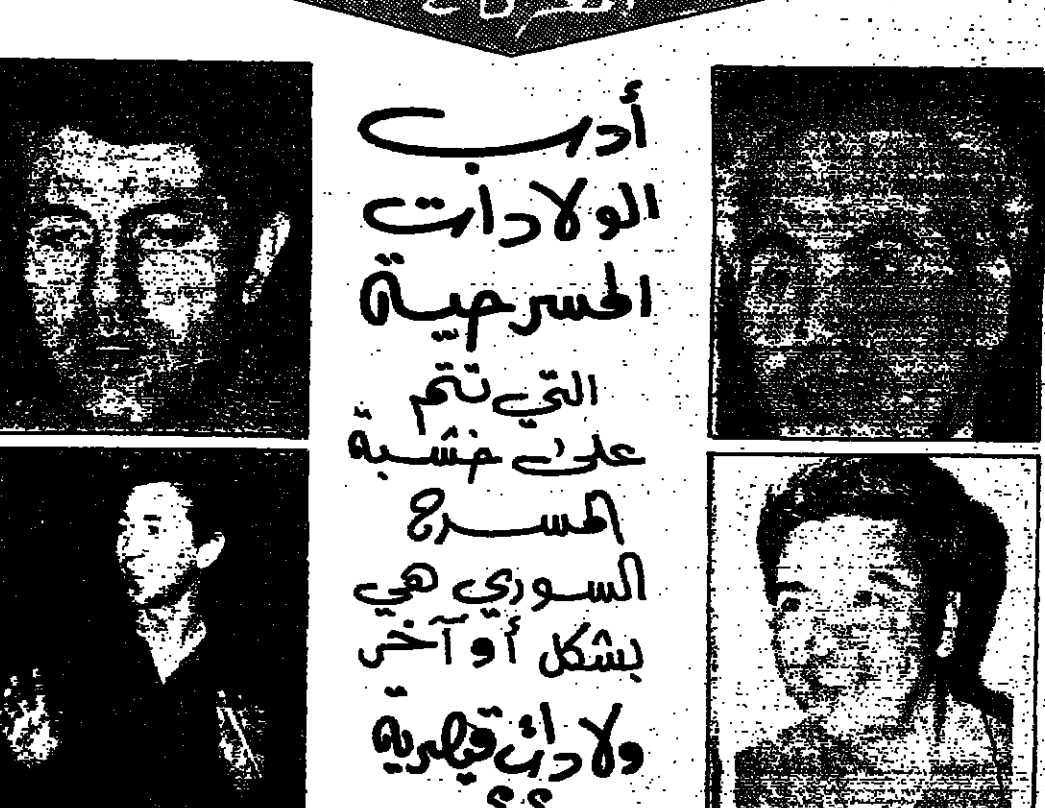 أدب
الولادات
المسرحية
التي تتم
على خشبة
المسرح
السوري هي
بشكل أو آخر
ولادات قيصرية
؟؟